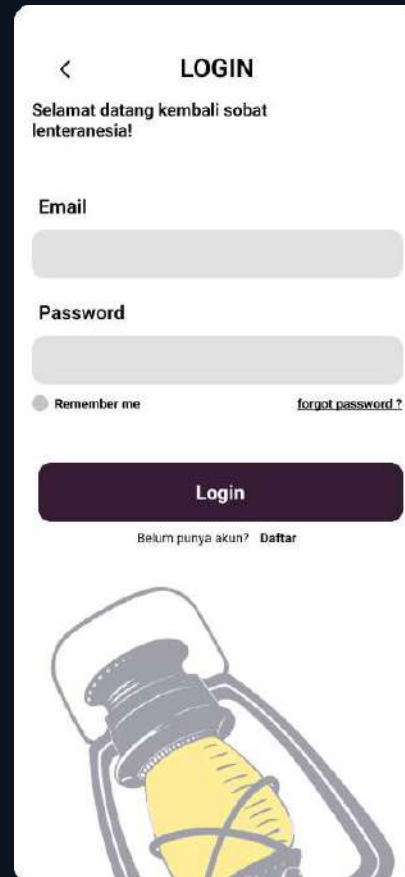 LOGIN
Selamat datang kembali sobat
lenteranesia!
Email
Password
Remember me
forgot password ?
Login
Belum punya akun? Daftar